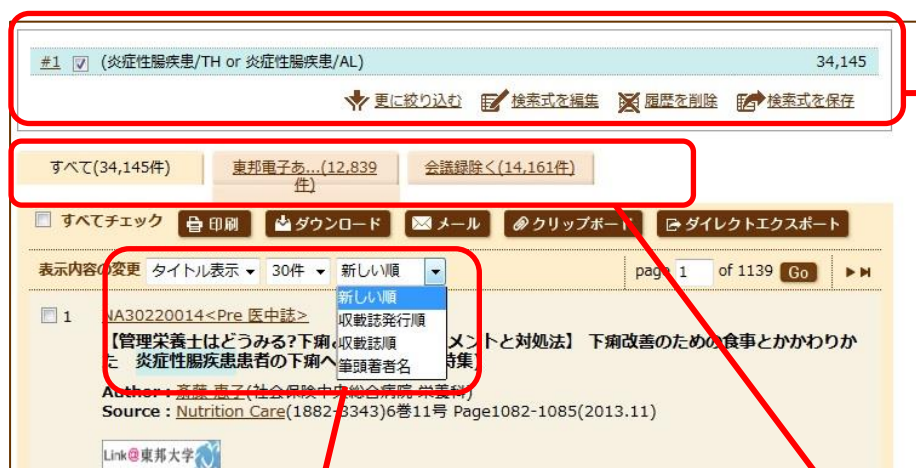 #1 (炎症性腸疾患/TH or 炎症性腸疾患/AL) 34,145
更に絞り込む 検索式を編集 履歴を削除 検索式を保存
すべて(34,145件) 東邦電子あ...(12,839件) 会議録除く(14,161件)
すべてチェック 印刷 ダウンロード メール クリップボード ダイレクトエクスポート
表示内容の変更 タイトル表示 30件 新しい順 page 1 of 1139 Go
新しい順
収載誌発行順
収載誌順
筆頭著者名
1 NA30220014<Pre 医中誌>
【管理栄養士はどうみる?下痢 メントと対処法】 下痢改善のための食事とかかわりか
た 炎症性腸疾患患者の下痢へ 特集)
Author : 斎藤 恵子(社会保険中央総合病院 栄養科)
Source : Nutrition Care(1882-3343)6巻11号 Page1082-1085(2013.11)
Link@東邦大学